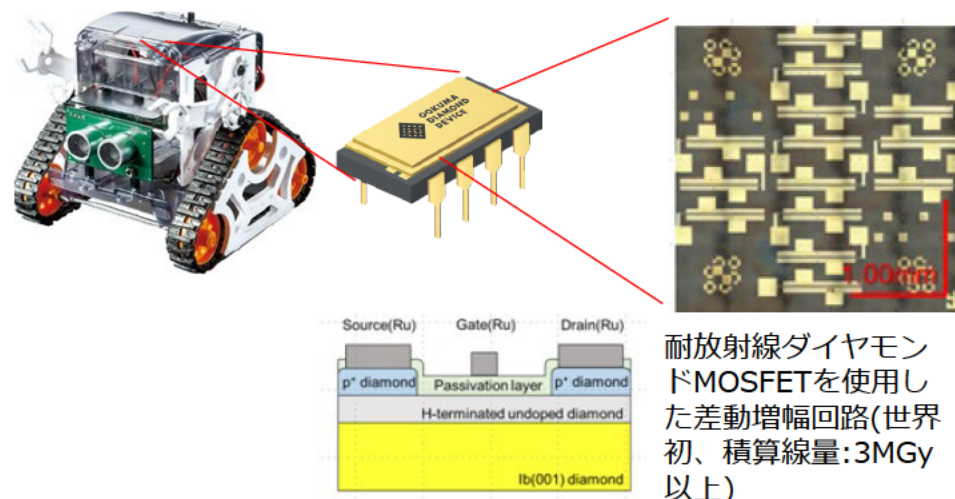 OOKUMA
DIAMOND
DEVICE
1.00mm
Source(Ru) Gate(Ru) Drain(Ru)
p⁺ diamond Passivation layer p⁺ diamond
H-terminated undoped diamond
Ib(001) diamond
耐放射線ダイヤモン
ドMOSFETを使用し
た差動増幅回路(世界
初、積算線量:3MGy
以上)